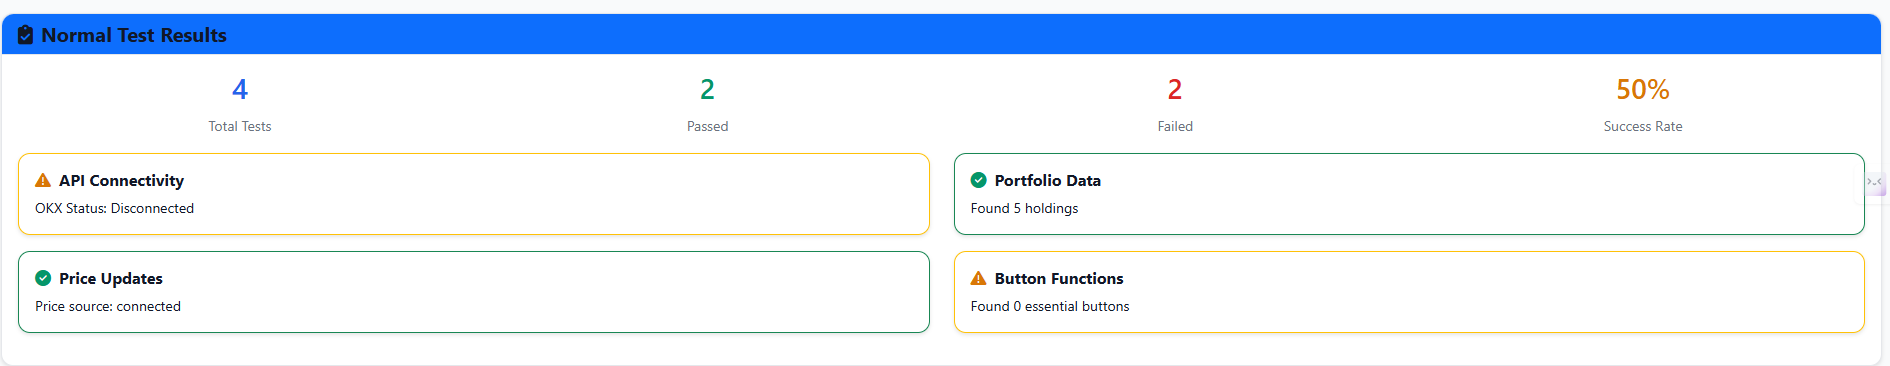 Normal Test Results
4
Total Tests
2
Passed
2
Failed
50%
Success Rate
API Connectivity
OKX Status: Disconnected
Portfolio Data
Found 5 holdings
Price Updates
Price source: connected
Button Functions
Found 0 essential buttons